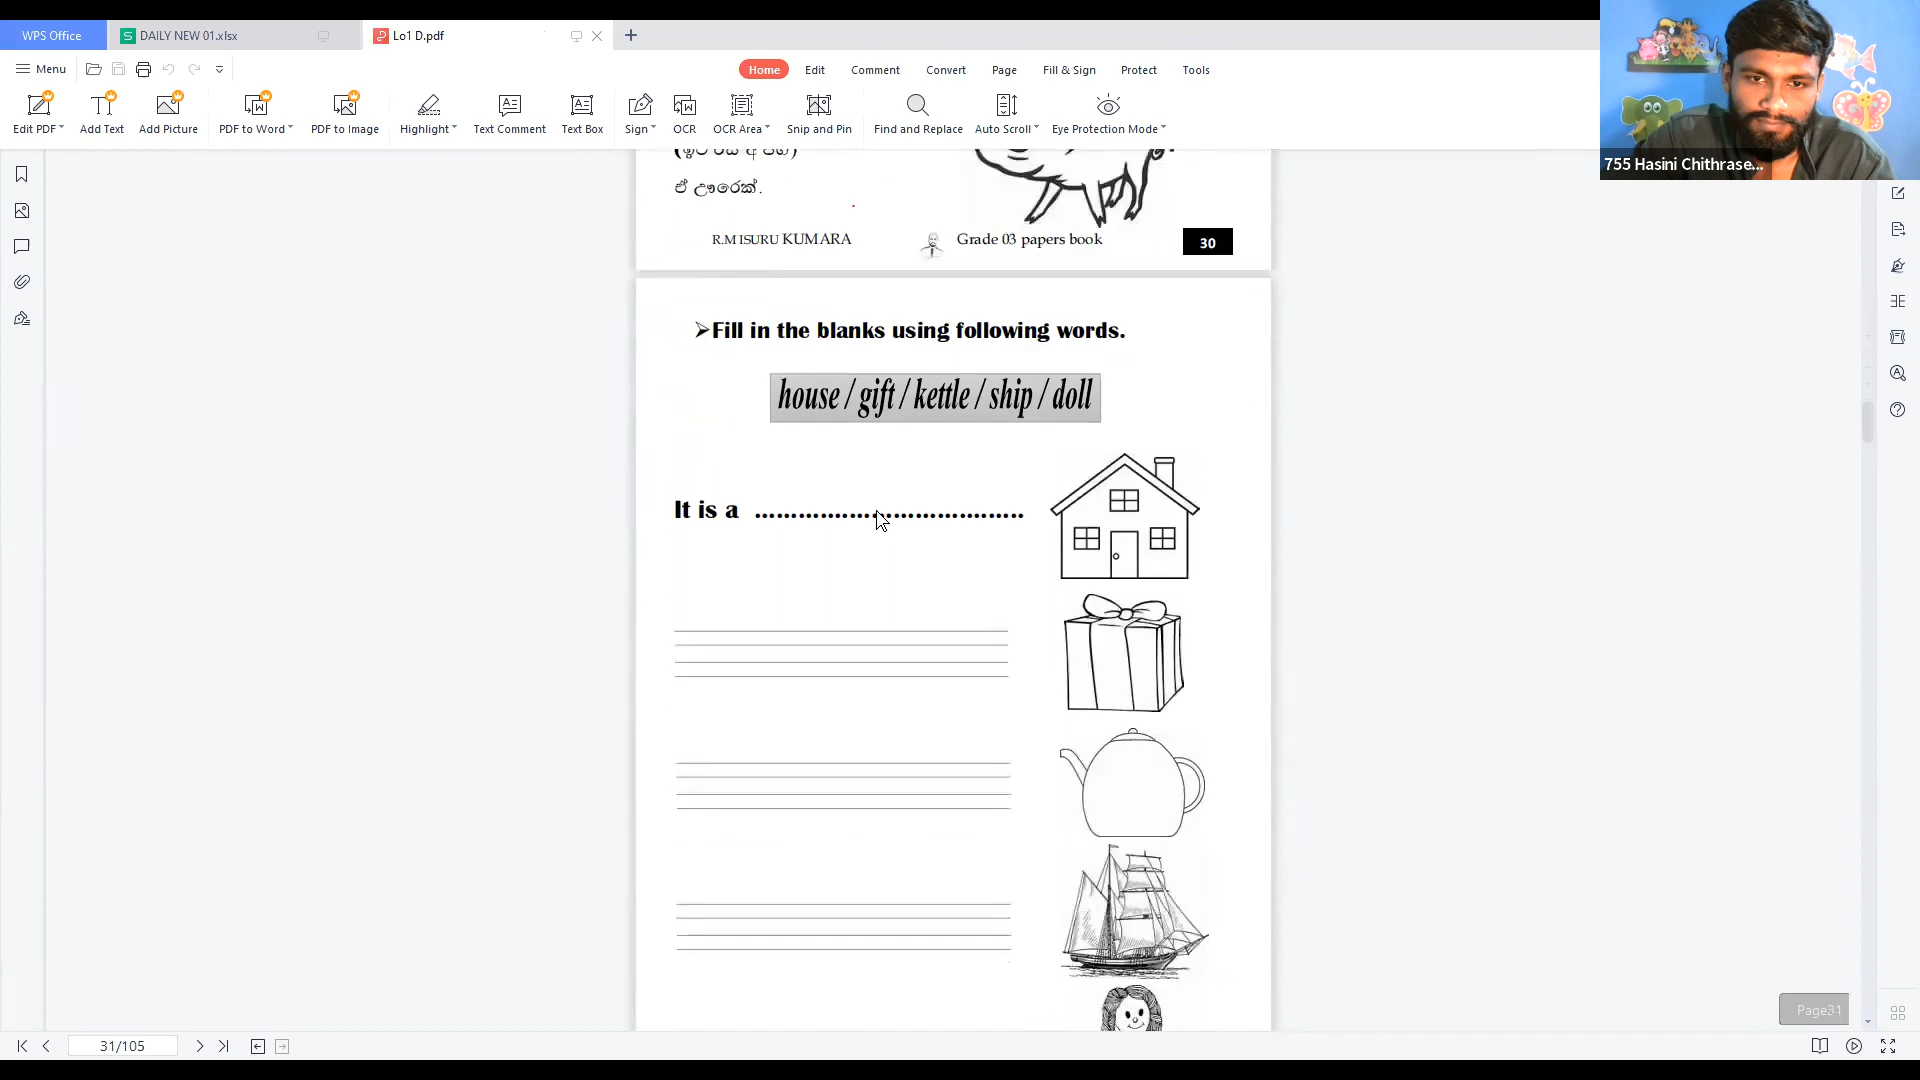 WPS Office
DAILY NEW 01.xlsx
Lo1 D.pdf
Menu
Home Edit Comment Convert Page Fill & Sign Protect Tools
Edit PDF Add Text Add Picture PDF to Word PDF to Image Highlight Text Comment Text Box Sign OCR OCR Area Snip and Pin Find and Replace Auto Scroll Eye Protection Mode
755 Hasini Chithrase...
ඒ ඌරෙක්.
R.M ISURU KUMARA Grade 03 papers book 30
➢Fill in the blanks using following words.
house / gift / kettle / ship / doll
It is a ........................................
Page31
31/105